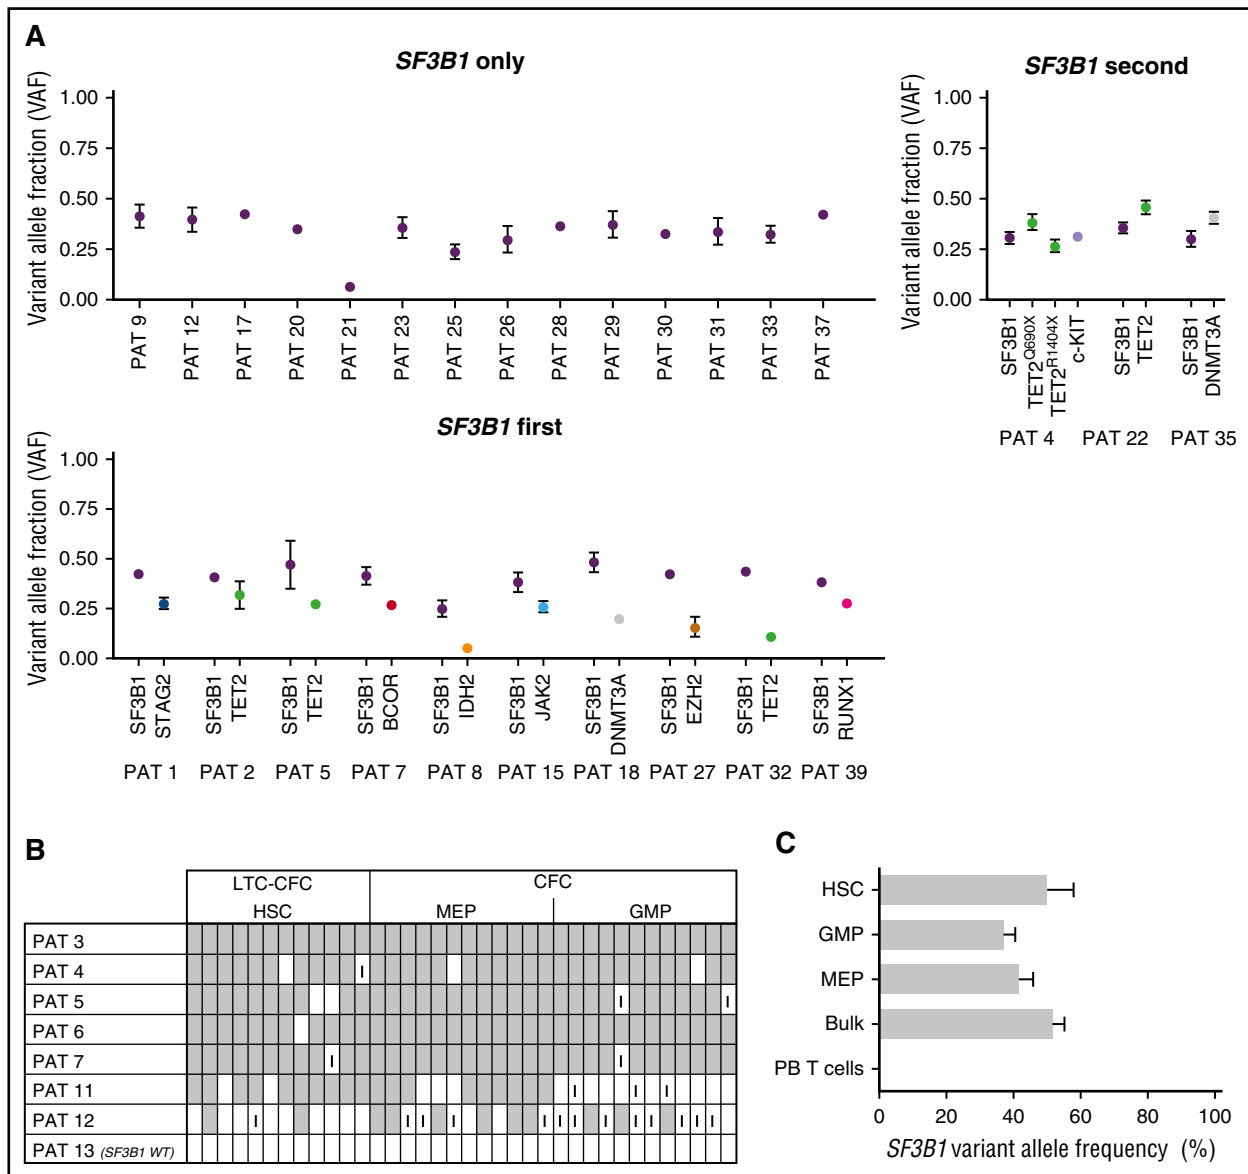 A
SF3B1 only
Variant allele fraction (VAF)
1.00
0.75
0.50
0.25
0.00
PAT 9
PAT 12
PAT 17
PAT 20
PAT 21
PAT 23
PAT 25
PAT 26
PAT 28
PAT 29
PAT 30
PAT 31
PAT 33
PAT 37
SF3B1 second
Variant allele fraction (VAF)
1.00
0.75
0.50
0.25
0.00
SF3B1
TET2Q690X
TET2R1404X
c-KIT
SF3B1
TET2
SF3B1
DNMT3A
PAT 4 PAT 22 PAT 35
SF3B1 first
Variant allele fraction (VAF)
1.00
0.75
0.50
0.25
0.00
SF3B1
STAG2
SF3B1
TET2
SF3B1
TET2
SF3B1
BCOR
SF3B1
IDH2
SF3B1
JAK2
SF3B1
DNMT3A
SF3B1
EZH2
SF3B1
TET2
SF3B1
RUNX1
PAT 1 PAT 2 PAT 5 PAT 7 PAT 8 PAT 15 PAT 18 PAT 27 PAT 32 PAT 39
B
LTC-CFC CFC
HSC MEP GMP
PAT 3
PAT 4 I
PAT 5 I I
PAT 6
PAT 7 I I
PAT 11 I I I
PAT 12 I I I I I I I I I I I I I
PAT 13 (SF3B1 WT)
C
HSC
GMP
MEP
Bulk
PB T cells
0 20 40 60 80 100
SF3B1 variant allele frequency (%)